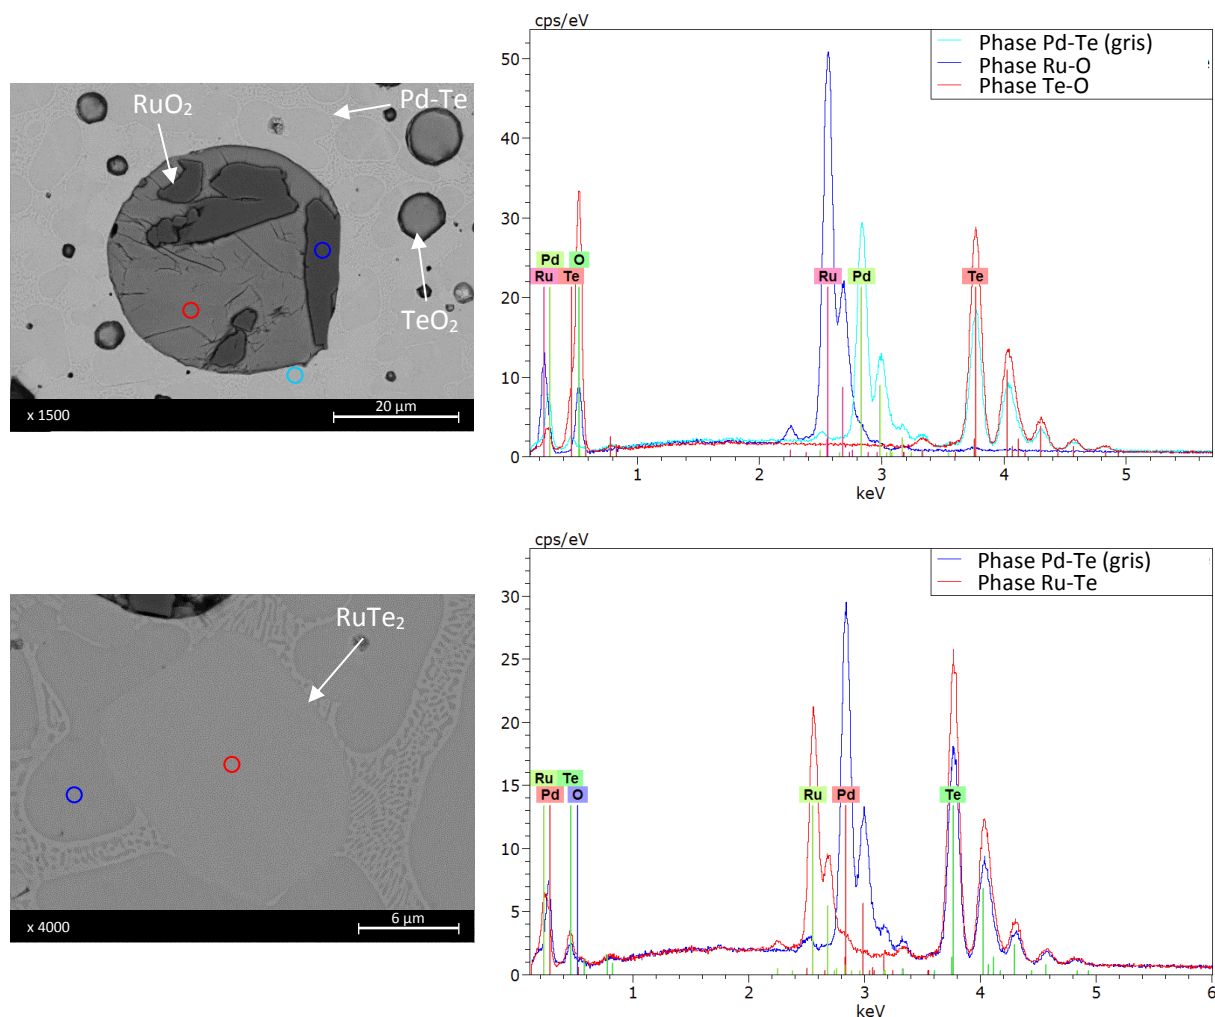 cps/eV
Phase Pd-Te (gris)
Phase Ru-O
Phase Te-O
50
40
30
20
10
0
Pd
O
Ru
Te
Ru
Pd
Te
1
2
3
4
5
keV
RuO2
Pd-Te
TeO2
x 1500
20 µm
cps/eV
Phase Pd-Te (gris)
Phase Ru-Te
30
25
20
15
10
5
0
Ru
Te
Pd
O
Ru
Pd
Te
1
2
3
4
5
6
keV
RuTe2
x 4000
6 µm